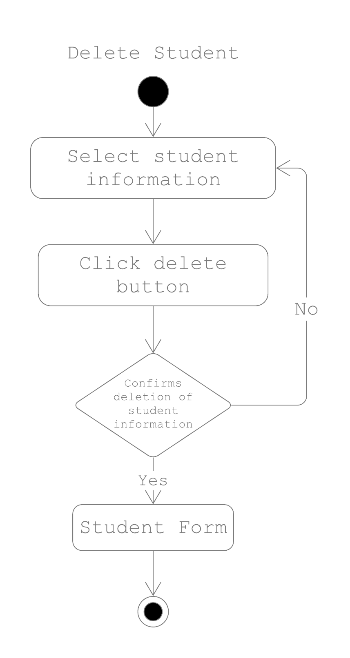 Delete Student
Select student
information
Click delete
button
No
Confirms
deletion of
student
information
Yes
Student Form